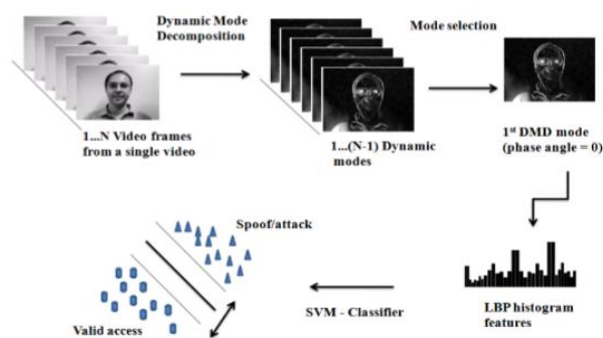 Dynamic Mode
Decomposition
Mode selection
1...N Video frames
from a single video
1...(N-1) Dynamic
modes
1st DMD mode
(phase angle = 0)
Spoof/attack
Valid access
SVM - Classifier
LBP histogram
features